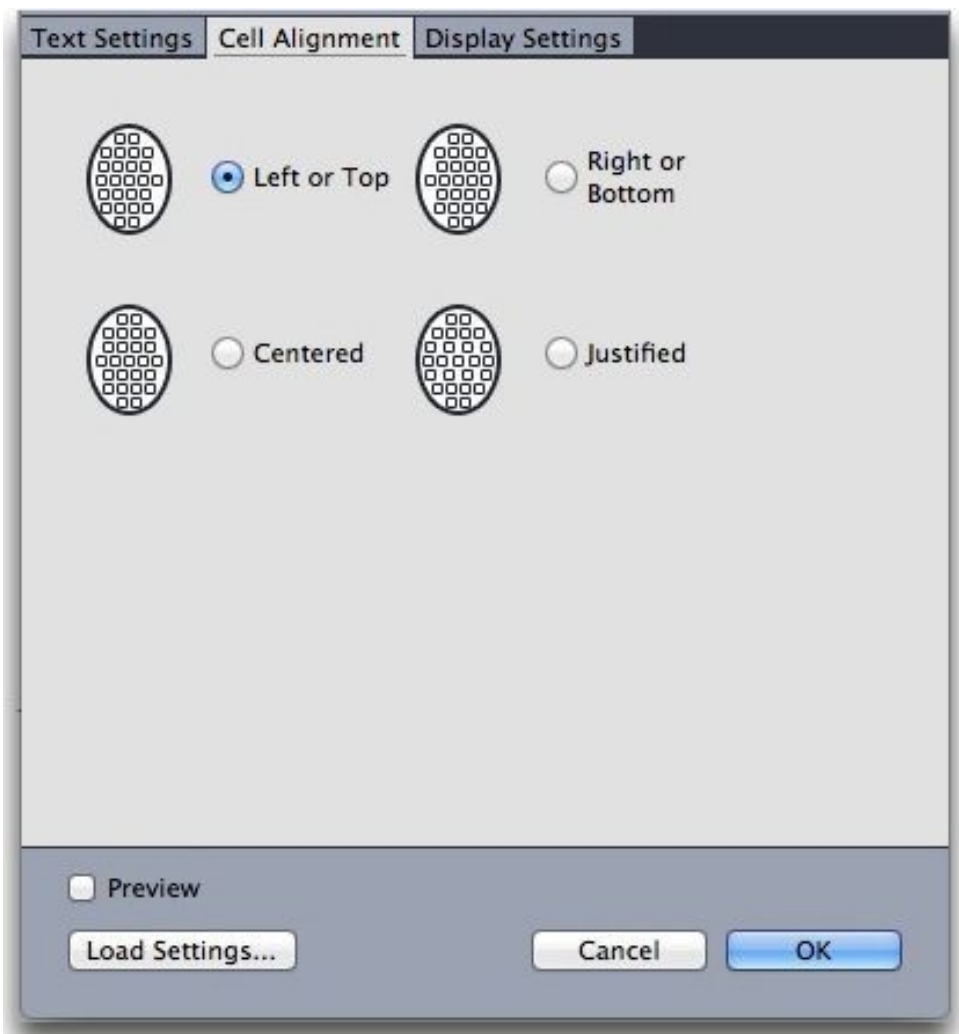 Text Settings Cell Alignment Display Settings
Left or Top
Right or
Bottom
Centered
Justified
Preview
Load Settings... Cancel OK